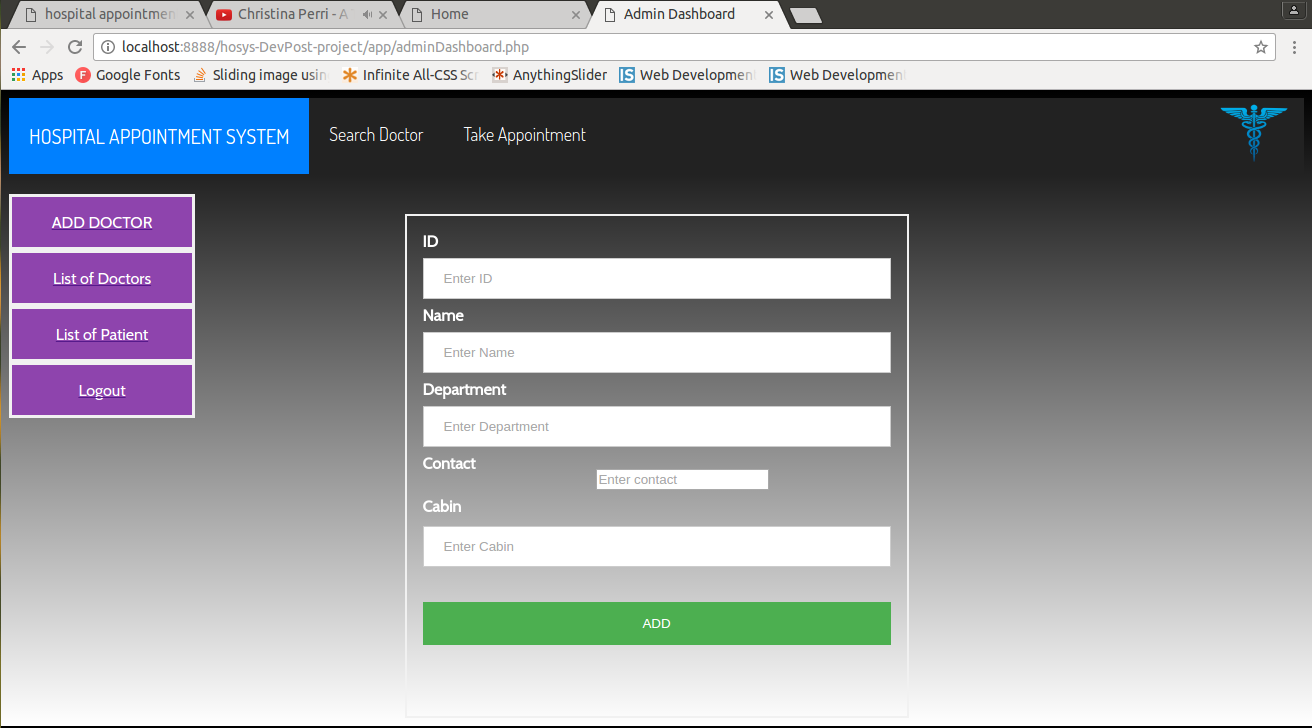 hospital appointmen
Christina Perri - A
Home
Admin Dashboard
localhost:8888/hosys-DevPost-project/app/adminDashboard.php
Apps
Google Fonts
Sliding image usin
Infinite All-CSS Scr
AnythingSlider
Web Development
Web Development
HOSPITAL APPOINTMENT SYSTEM
Search Doctor
Take Appointment
ADD DOCTOR
List of Doctors
List of Patient
Logout
ID
Enter ID
Name
Enter Name
Department
Enter Department
Contact
Enter contact
Cabin
Enter Cabin
ADD